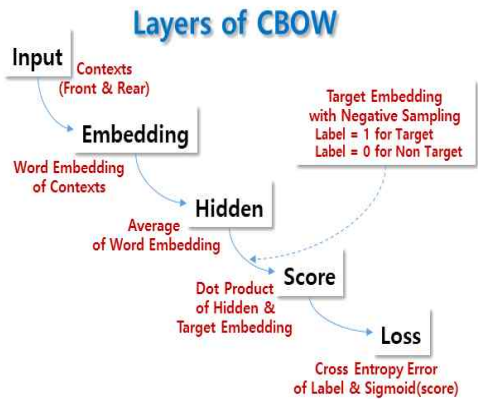 Layers of CBOW
Input
Contexts
(Front & Rear)
Target Embedding
with Negative Sampling
Label = 1 for Target
Label = 0 for Non Target
Embedding
Word Embedding
of Contexts
Hidden
Average
of Word Embedding
Score
Dot Product
of Hidden &
Target Embedding
Loss
Cross Entropy Error
of Label & Sigmoid(score)